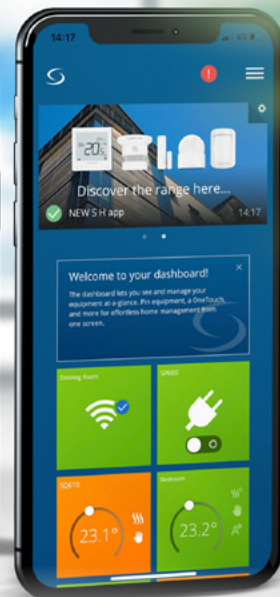 14:17
4G
20.5°
Discover the range here...
NEW S H app
14:17
Welcome to your dashboard!
The dashboard lets you see and manage your
equipment at-a-glance. Pin equipment, a OneTouch,
and more for effortless home management from
one screen.
SP600
SQ610
Bedroom
23.1°
23.2°